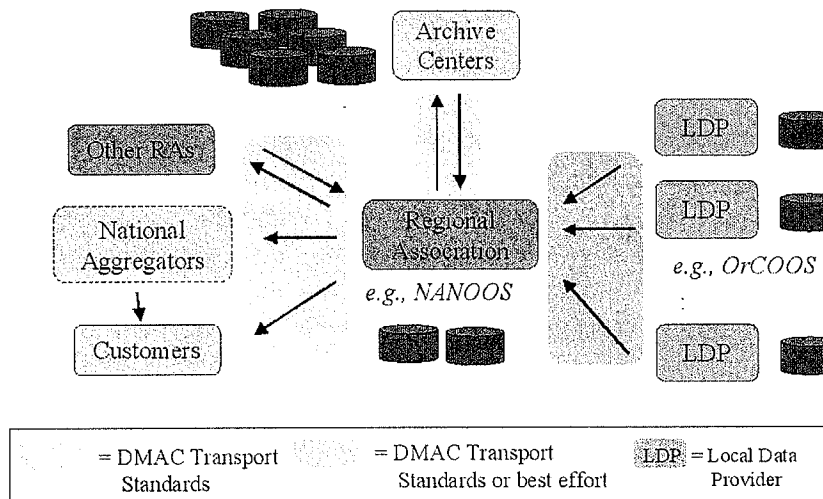 Archive
Centers
Other RAs
LDP
National
Aggregators
Regional
Association
LDP
e.g., NANOOS
e.g., OrCOOS
:
Customers
LDP
= DMAC Transport
Standards
= DMAC Transport
Standards or best effort
LDP = Local Data
Provider